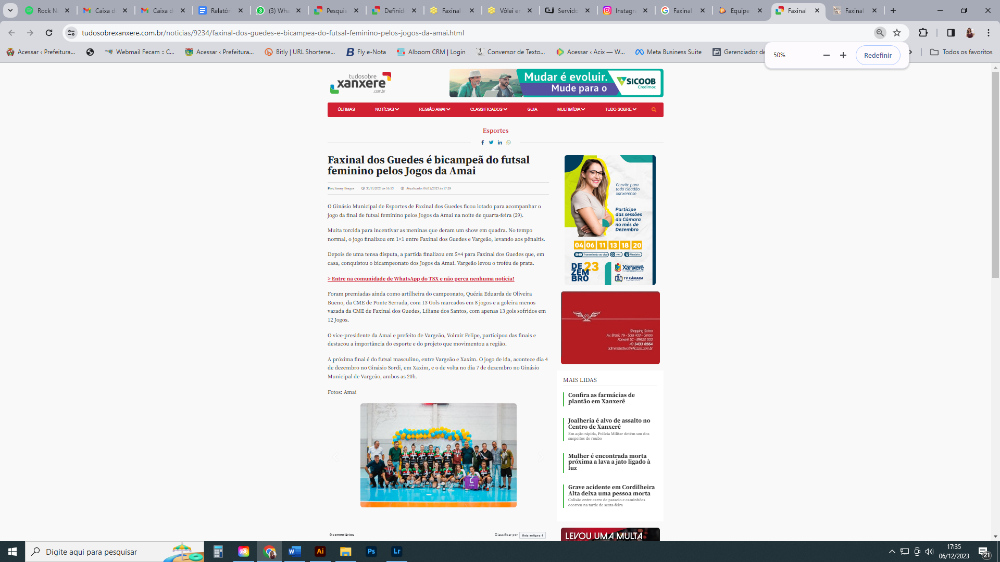 Rock Na
Caixa de
Caixa de
Relatóri
(3) Wha
Pesquis
Definid
Faxinal
Vôlei en
Servido
Instagra
Faxinal
Equipe
Faxinal
Faxinal
tudosobrexanxere.com.br/noticias/9234/faxinal-dos-guedes-e-bicampea-do-futsal-feminino-pelos-jogos-da-amai.html
Acessar ‹ Prefeitura...
Webmail Fecam :: C...
Acessar ‹ Prefeitura...
Bitly | URL Shortene...
Fly e-Nota
Alboom CRM | Login
Conversor de Texto...
Acessar ‹ Acix — W...
Meta Business Suite
Gerenciador de
Todos os favoritos
50%
Redefinir
tudosobre
xanxere
.com.br
Mudar é evoluir.
Mude para o
SICOOB
Credimoc
ÚLTIMAS
NOTÍCIAS
REGIÃO AMAI
CLASSIFICADOS
GUIA
MULTIMÍDIA
TUDO SOBRE
Esportes
Faxinal dos Guedes é bicampeã do futsal
feminino pelos Jogos da Amai
Por: Sanny Borges
30/11/2023 às 16:53
Atualizado: 06/12/2023 às 17:28
O Ginásio Municipal de Esportes de Faxinal dos Guedes ficou lotado para acompanhar o
jogo da final de futsal feminino pelos Jogos da Amai na noite de quarta-feira (29).
Muita torcida para incentivar as meninas que deram um show em quadra. No tempo
normal, o jogo finalizou em 1×1 entre Faxinal dos Guedes e Vargeão, levando aos pênaltis.
Depois de uma tensa disputa, a partida finalizou em 5×4 para Faxinal dos Guedes que, em
casa, conquistou o bicampeonato dos Jogos da Amai. Vargeão levou o troféu de prata.
> Entre na comunidade de WhatsApp do TSX e não perca nenhuma notícia!
Foram premiadas ainda como artilheira do campeonato, Quézia Eduarda de Oliveira
Bueno, da CME de Ponte Serrada, com 13 Gols marcados em 8 jogos e a goleira menos
vazada da CME de Faxinal dos Guedes, Liliane dos Santos, com apenas 13 gols sofridos em
12 Jogos.
O vice-presidente da Amai e prefeito de Vargeão, Volmir Felipe, participou das finais e
destacou a importância do esporte e do projeto que movimentou a região.
A próxima final é do futsal masculino, entre Vargeão e Xaxim. O jogo de ida, acontece dia 4
de dezembro no Ginásio Sordi, em Xaxim, e o de volta no dia 7 de dezembro no Ginásio
Municipal de Vargeão, ambos as 20h.
Fotos: Amai
0 comentários
Classificar por
Mais antigos
Convite para
todo cidadão
xanxerense
Participe
das sessões
da Câmara
no mês de
Dezembro
04 06 11 13 18 20
Transmissão ao vivo
19h
Plenário
DE
ZEM
BRO
23
Xanxerê
TV CÂMARA
Shopping Scirea
Av. Brasil, 79 - Sala 403 - Centro
Xanxerê SC - 89820 000
49 3433 6564
administrativo@eficazsc.com.br
MAIS LIDAS
Confira as farmácias de
plantão em Xanxerê
Joalheria é alvo de assalto no
Centro de Xanxerê
Em ação rápida, Polícia Militar detém um dos
suspeitos do roubo
Mulher é encontrada morta
próxima a lava a jato ligado à
luz
Grave acidente em Cordilheira
Alta deixa uma pessoa morta
Colisão entre carro de passeio e caminhões
ocorreu na tarde de sexta-feira
LEVOU UMA MULTA
Digite aqui para pesquisar
Ai
Ps
Lr
17:35
06/12/2023
21